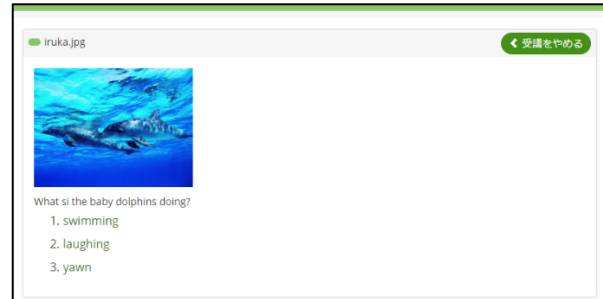 iruka.jpg
受講をやめる
What si the baby dolphins doing?
1. swimming
2. laughing
3. yawn